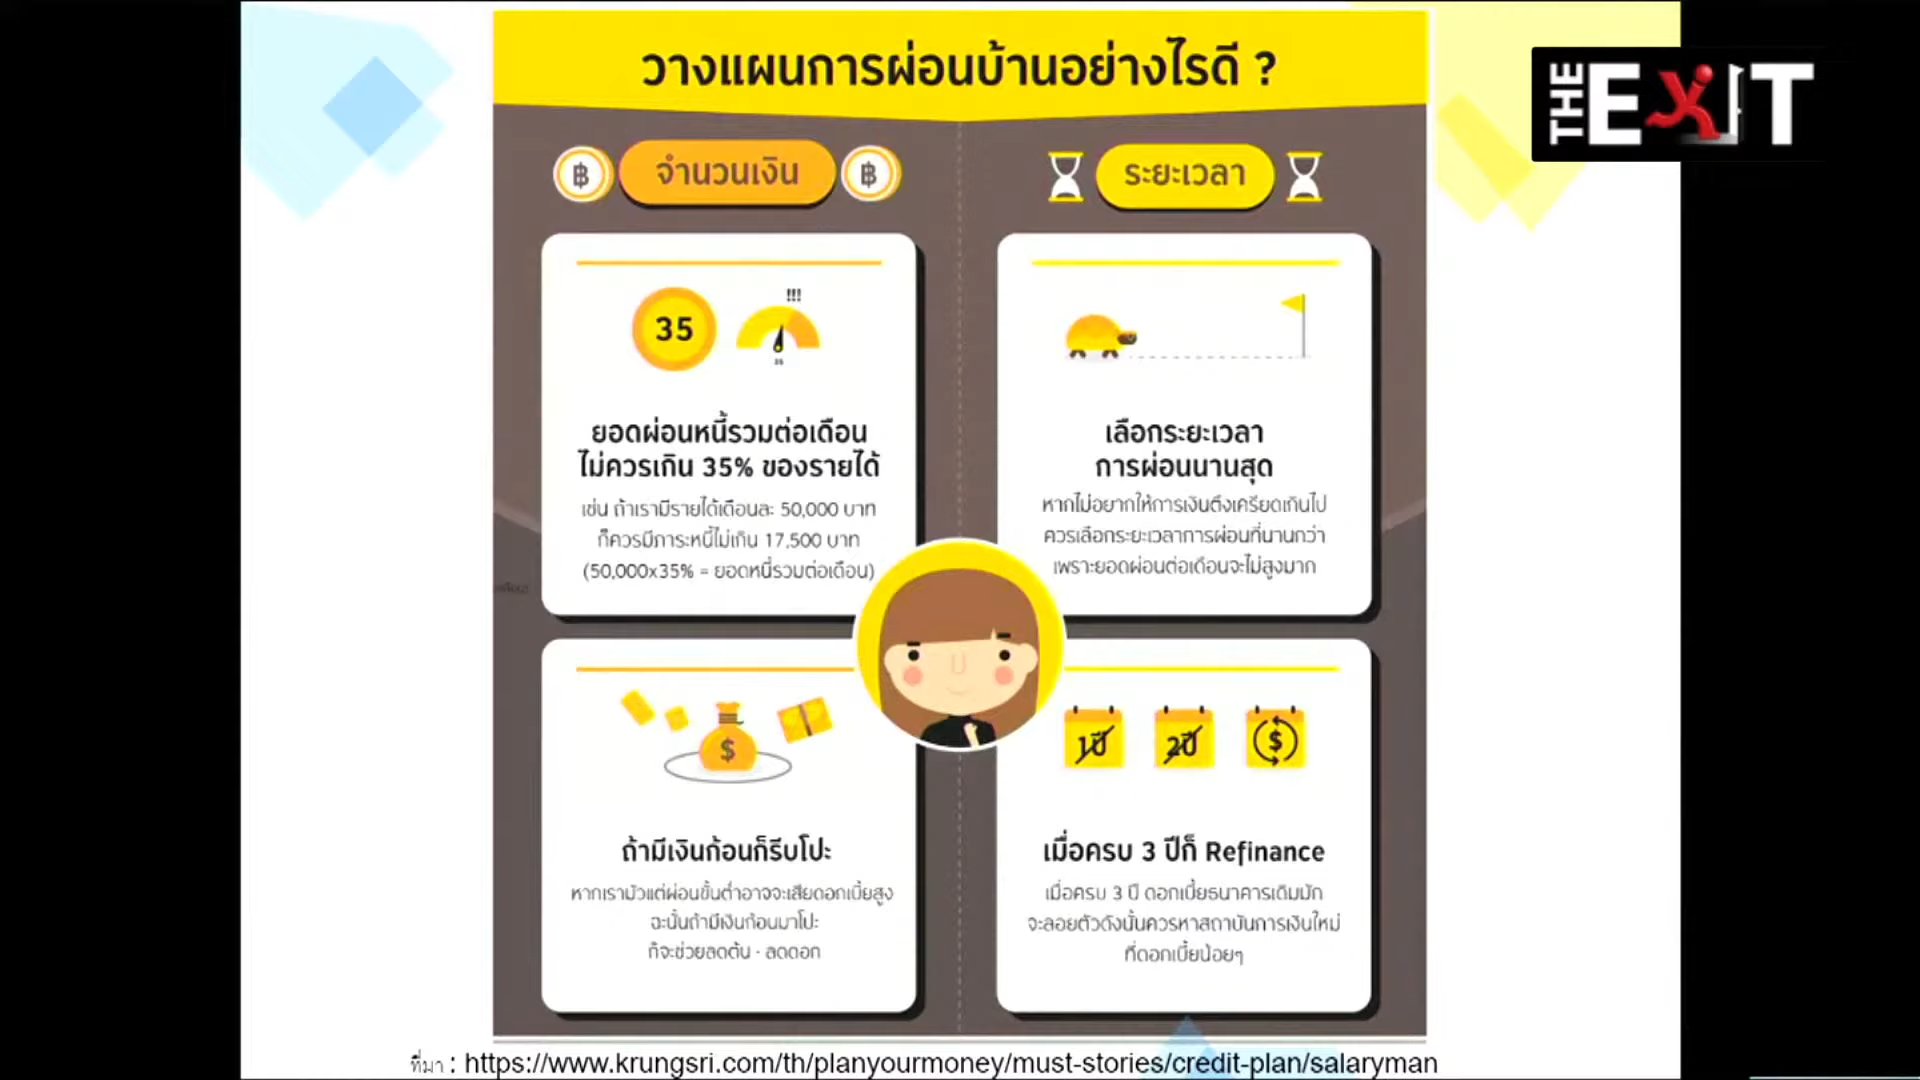 วางแผนการผ่อนบ้านอย่างไรดี ?
THE EXIT
฿ จำนวนเงิน ฿
ระยะเวลา
35
!!!
35
ยอดผ่อนหนี้รวมต่อเดือน
ไม่ควรเกิน 35% ของรายได้
เช่น ถ้าเรามีรายได้เดือนละ 50,000 บาท
ก็ควรมีภาระหนี้ไม่เกิน 17,500 บาท
(50,000x35% = ยอดหนี้รวมต่อเดือน)
เลือกระยะเวลา
การผ่อนนานสุด
หากไม่อยากให้การเงินตึงเครียดเกินไป
ควรเลือกระยะเวลาการผ่อนที่นานกว่า
เพราะยอดผ่อนต่อเดือนจะไม่สูงมาก
$
ถ้ามีเงินก้อนก็รีบโปะ
หากเรามัวแต่ผ่อนขั้นต่ำอาจจะเสียดอกเบี้ยสูง
ฉะนั้นถ้ามีเงินก้อนมาโปะ
ก็จะช่วยลดต้น - ลดดอก
1ปี 2ปี $
เมื่อครบ 3 ปีก็ Refinance
เมื่อครบ 3 ปี ดอกเบี้ยธนาคารเดิมมัก
จะลอยตัวดังนั้นควรหาสถาบันการเงินใหม่
ที่ดอกเบี้ยน้อยๆ
ที่มา : https://www.krungsri.com/th/planyourmoney/must-stories/credit-plan/salaryman